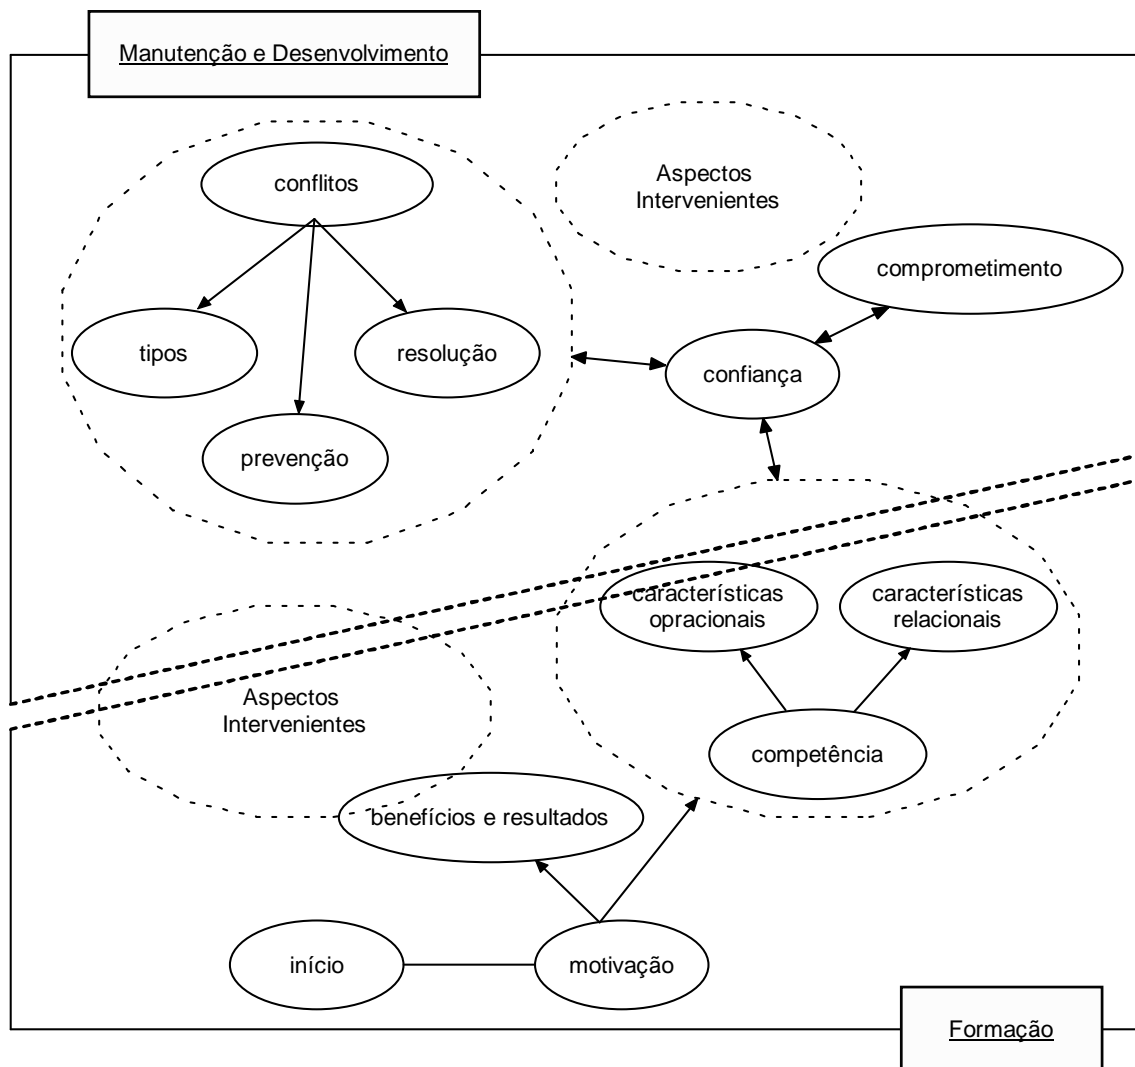 Manutenção e Desenvolvimento
conflitos
Aspectos
Intervenientes
comprometimento
tipos
resolução
confiança
prevenção
características
opracionais
características
relacionais
Aspectos
Intervenientes
competência
benefícios e resultados
início
motivação
Formação